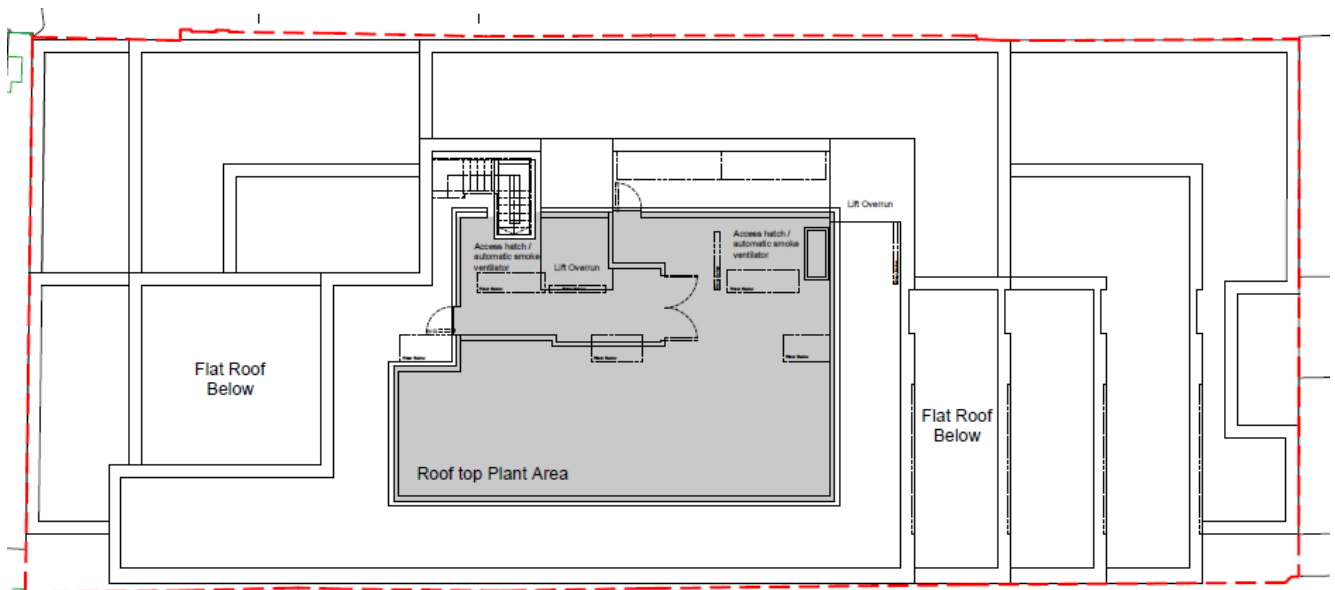 Lift Overrun
Access hatch /
automatic smoke
ventilator
Lift Overrun
Access hatch /
automatic smoke
ventilator
Flat Roof
Below
Flat Roof
Below
Roof top Plant Area